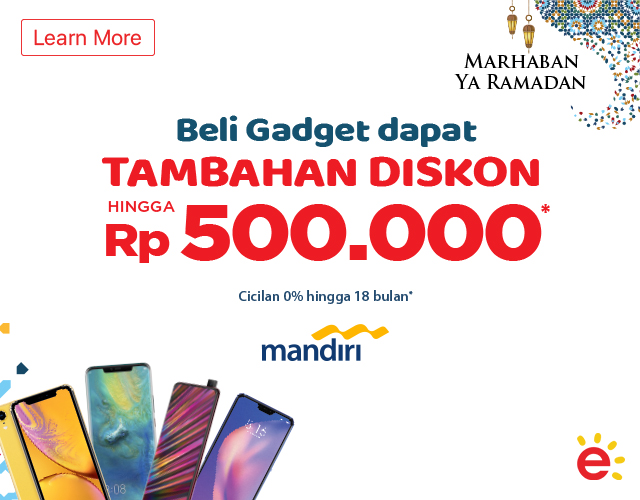 Learn More
MARHABAN
YA RAMADAN
Beli Gadget dapat
TAMBAHAN DISKON
HINGGA
Rp 500.000*
Cicilan 0% hingga 18 bulan*
mandiri
e